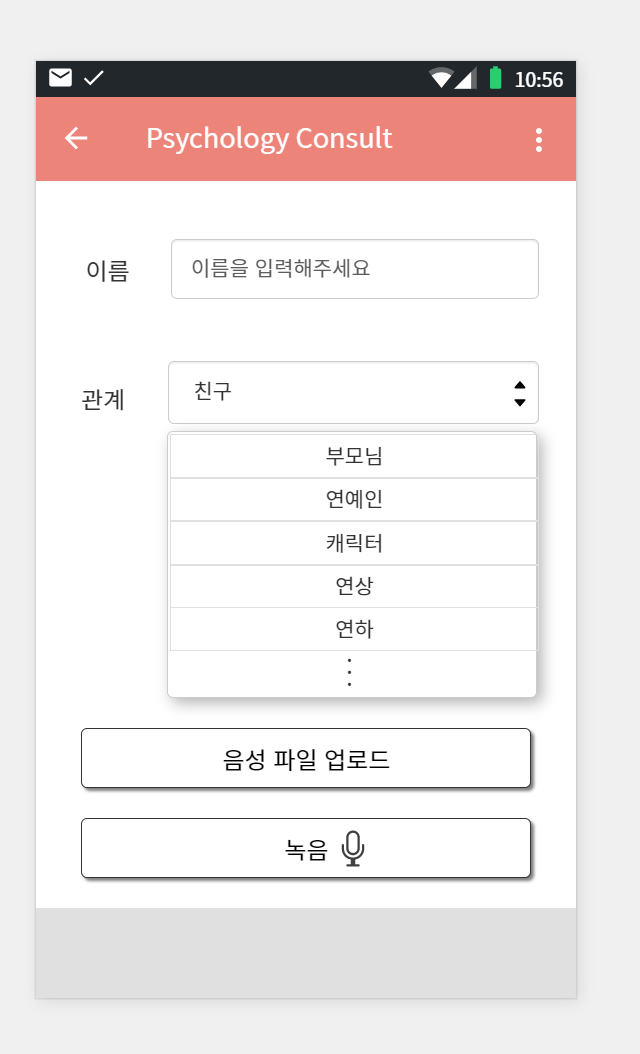 10:56
Psychology Consult
이름
이름을 입력해주세요
관계
친구
부모님
연예인
캐릭터
연상
연하
음성 파일 업로드
녹음